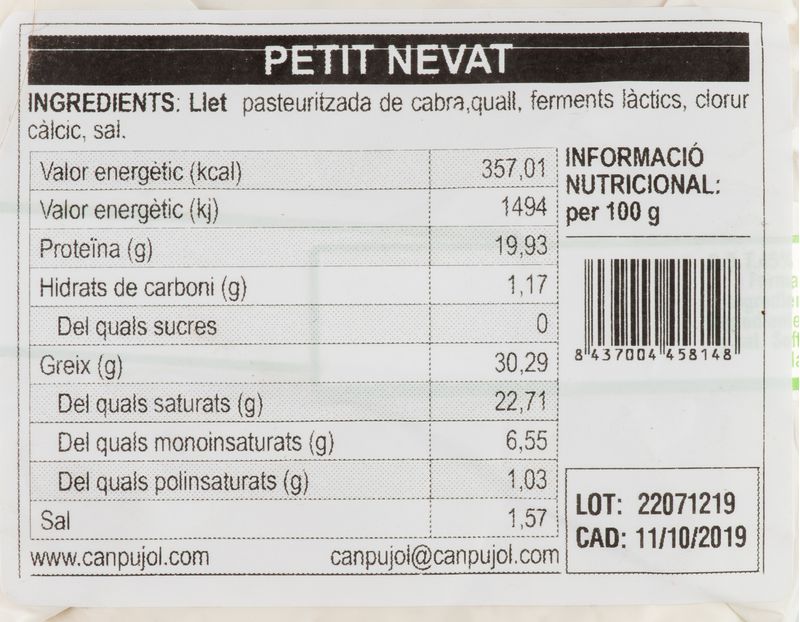 PETIT NEVAT
INGREDIENTS: Llet pasteuritzada de cabra,quall, ferments làctics, clorur
càlcic, sal.
Valor energètic (kcal) 357,01
Valor energètic (kj) 1494
Proteïna (g) 19,93
Hidrats de carboni (g) 1,17
Del quals sucres 0
Greix (g) 30,29
Del quals saturats (g) 22,71
Del quals monoinsaturats (g) 6,55
Del quals polinsaturats (g) 1,03
Sal 1,57
www.canpujol.com canpujol@canpujol.com
INFORMACIÓ
NUTRICIONAL:
per 100 g
8 437004 458148
LOT: 22071219
CAD: 11/10/2019